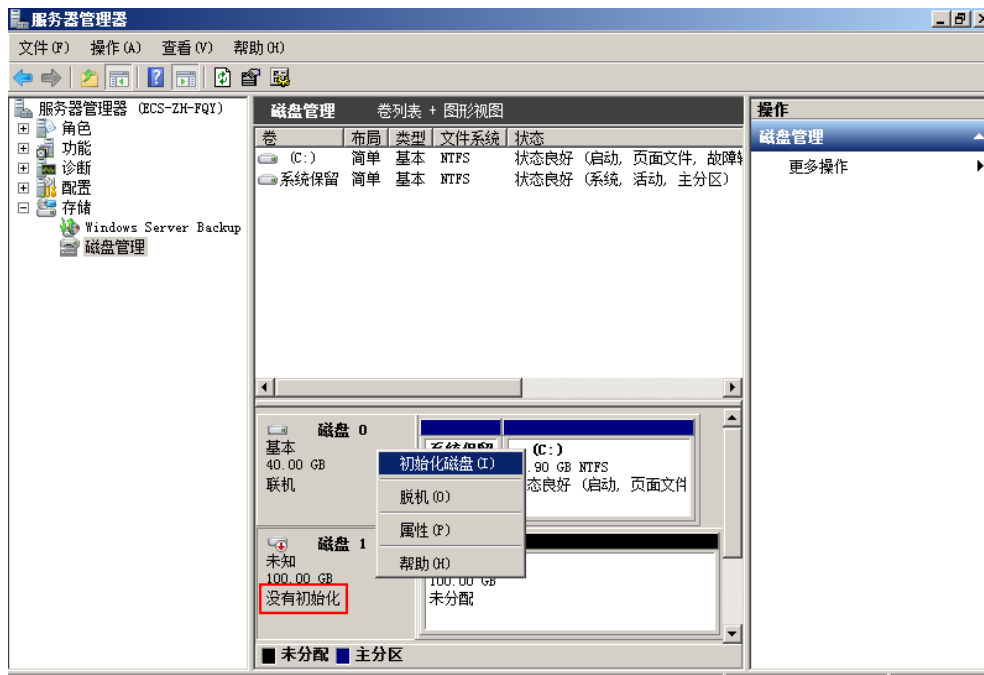 服务器管理器
文件(F) 操作(A) 查看(V) 帮助(H)
服务器管理器 (ECS-ZH-FQY)
角色
功能
诊断
配置
存储
Windows Server Backup
磁盘管理
磁盘管理 卷列表 + 图形视图
卷 布局 类型 文件系统 状态
(C:) 简单 基本 NTFS 状态良好 (启动, 页面文件, 故障
系统保留 简单 基本 NTFS 状态良好 (系统, 活动, 主分区)
磁盘 0
基本
40.00 GB
联机
系统保留
(C:)
.90 GB NTFS
态良好 (启动, 页面文件
初始化磁盘(I)
脱机(O)
属性(P)
帮助(H)
磁盘 1
未知
100.00 GB
没有初始化
100.00 GB
未分配
未分配 主分区
操作
磁盘管理
更多操作